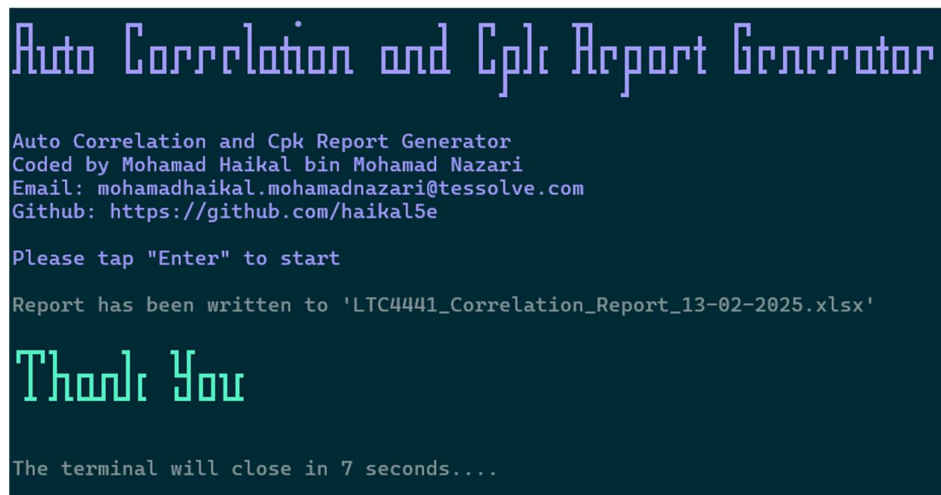 Auto Correlation and Cpk Report Generator
Auto Correlation and Cpk Report Generator
Coded by Mohamad Haikal bin Mohamad Nazari
Email: mohamadhaikal.mohamadnazari@tessolve.com
Github: https://github.com/haikal5e
Please tap "Enter" to start
Report has been written to 'LTC4441_Correlation_Report_13-02-2025.xlsx'
Thank You
The terminal will close in 7 seconds....